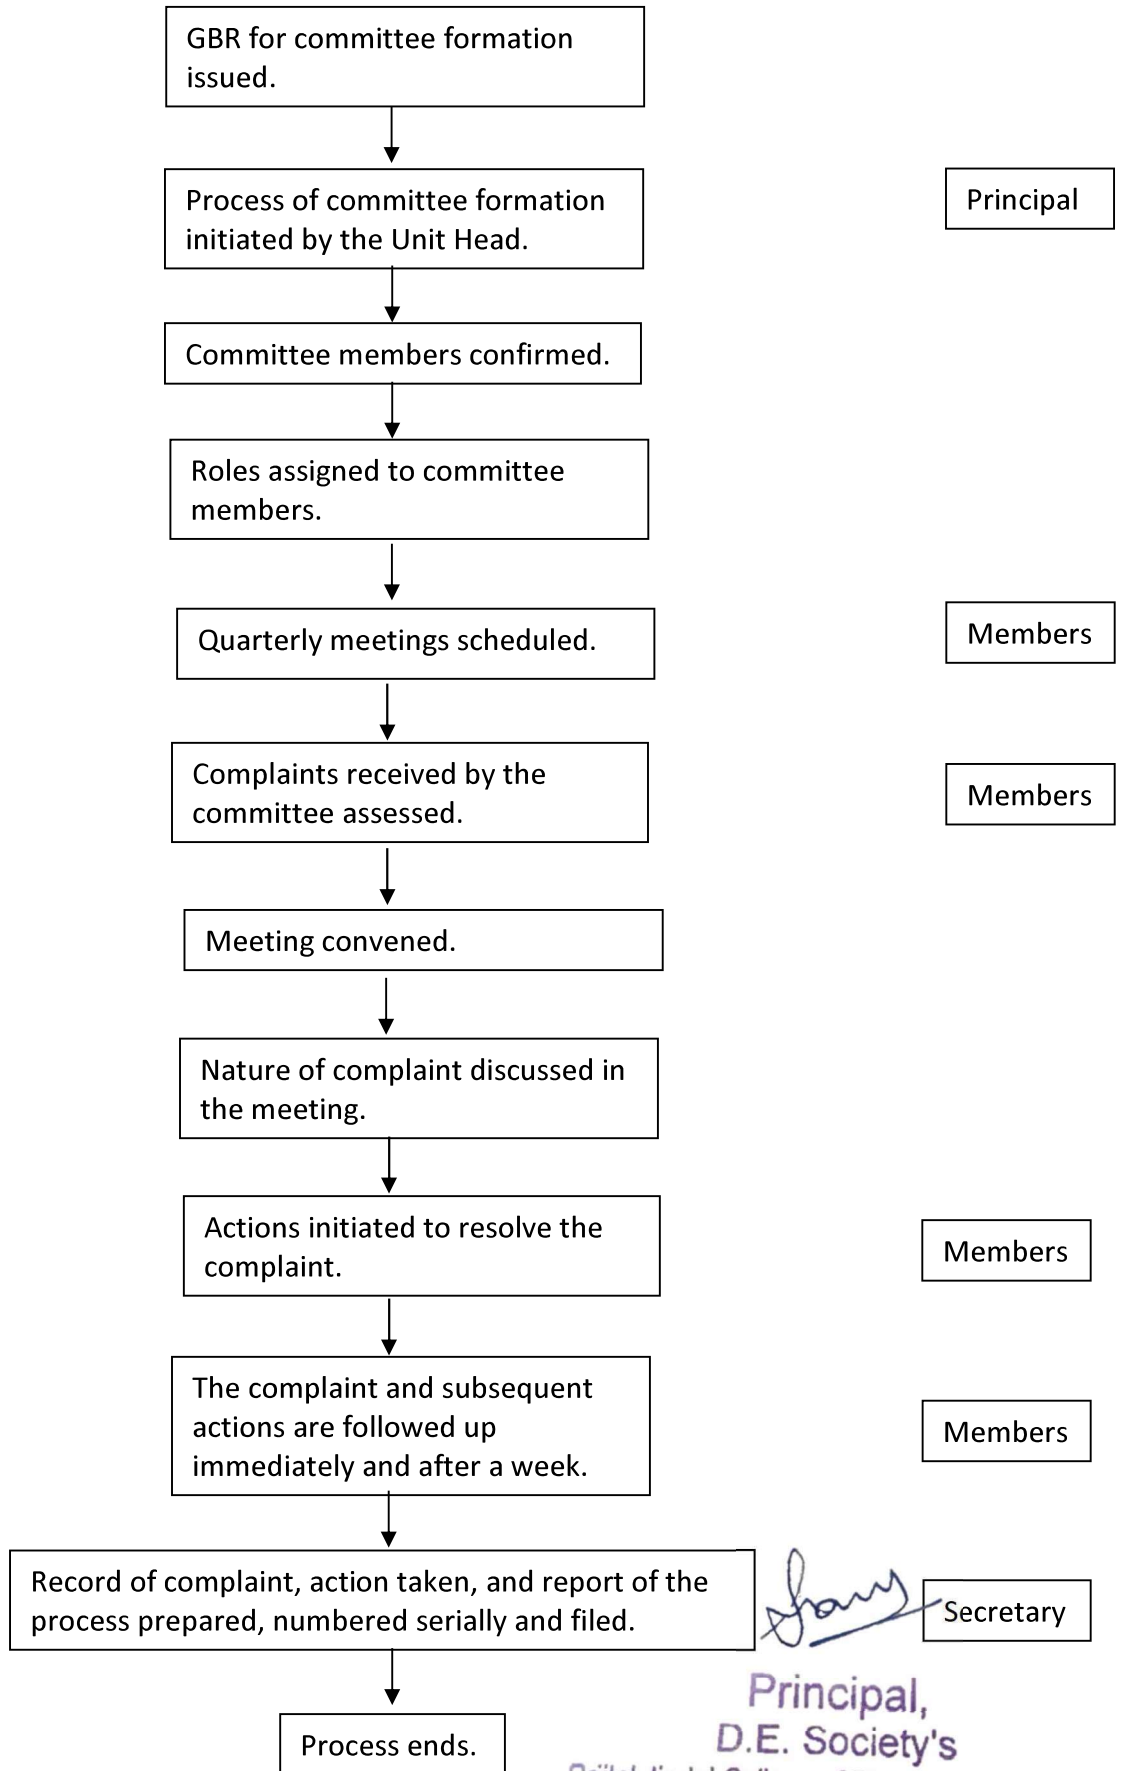 GBR for committee formation
issued.
Process of committee formation
initiated by the Unit Head.
Principal
Committee members confirmed.
Roles assigned to committee
members.
Quarterly meetings scheduled.
Members
Complaints received by the
committee assessed.
Members
Meeting convened.
Nature of complaint discussed in
the meeting.
Actions initiated to resolve the
complaint.
Members
The complaint and subsequent
actions are followed up
immediately and after a week.
Members
Record of complaint, action taken, and report of the
process prepared, numbered serially and filed.
Secretary
Process ends.
Principal,
D.E. Society's